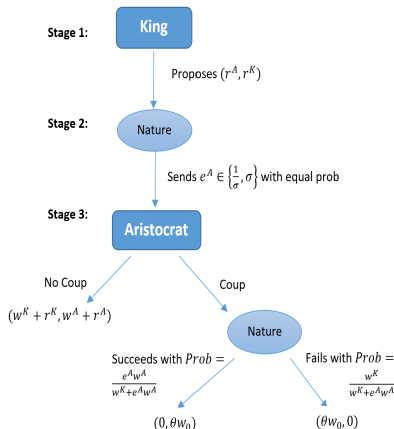 Stage 1:
King
Proposes (r^A, r^K)
Stage 2:
Nature
Sends e^A ∈ {1/σ, σ} with equal prob
Stage 3:
Aristocrat
No Coup
Coup
(w^K + r^K, w^A + r^A)
Nature
Succeeds with Prob =
e^A w^A / w^K+e^A w^A
Fails with Prob =
w^K / w^K+e^A w^A
(0, θw_0)
(θw_0, 0)